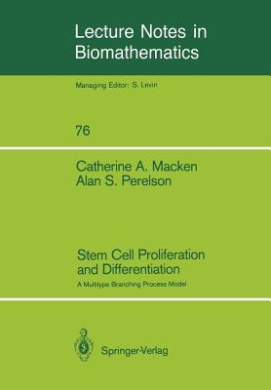 Lecture Notes in
Biomathematics
Managing Editor: S. Levin
76
Catherine A. Macken
Alan S. Perelson
Stem Cell Proliferation
and Differentiation
A Multitype Branching Process Model
Springer-Verlag